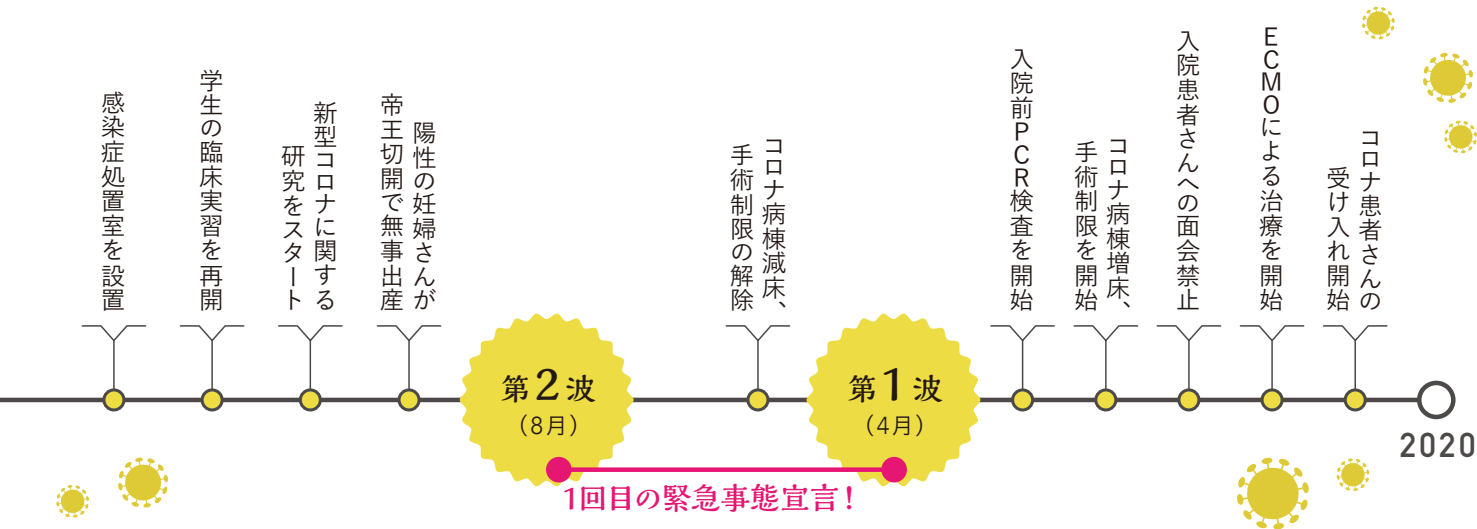 2020
コロナ患者さんの
受け入れ開始
ECMOによる治療を開始
入院患者さんへの面会禁止
コロナ病棟増床、
手術制限を開始
入院前PCR検査を開始
第1波
（4月）
コロナ病棟減床、
手術制限の解除
第2波
（8月）
1回目の緊急事態宣言！
陽性の妊婦さんが
帝王切開で無事出産
新型コロナに関する
研究をスタート
学生の臨床実習を再開
感染症処置室を設置